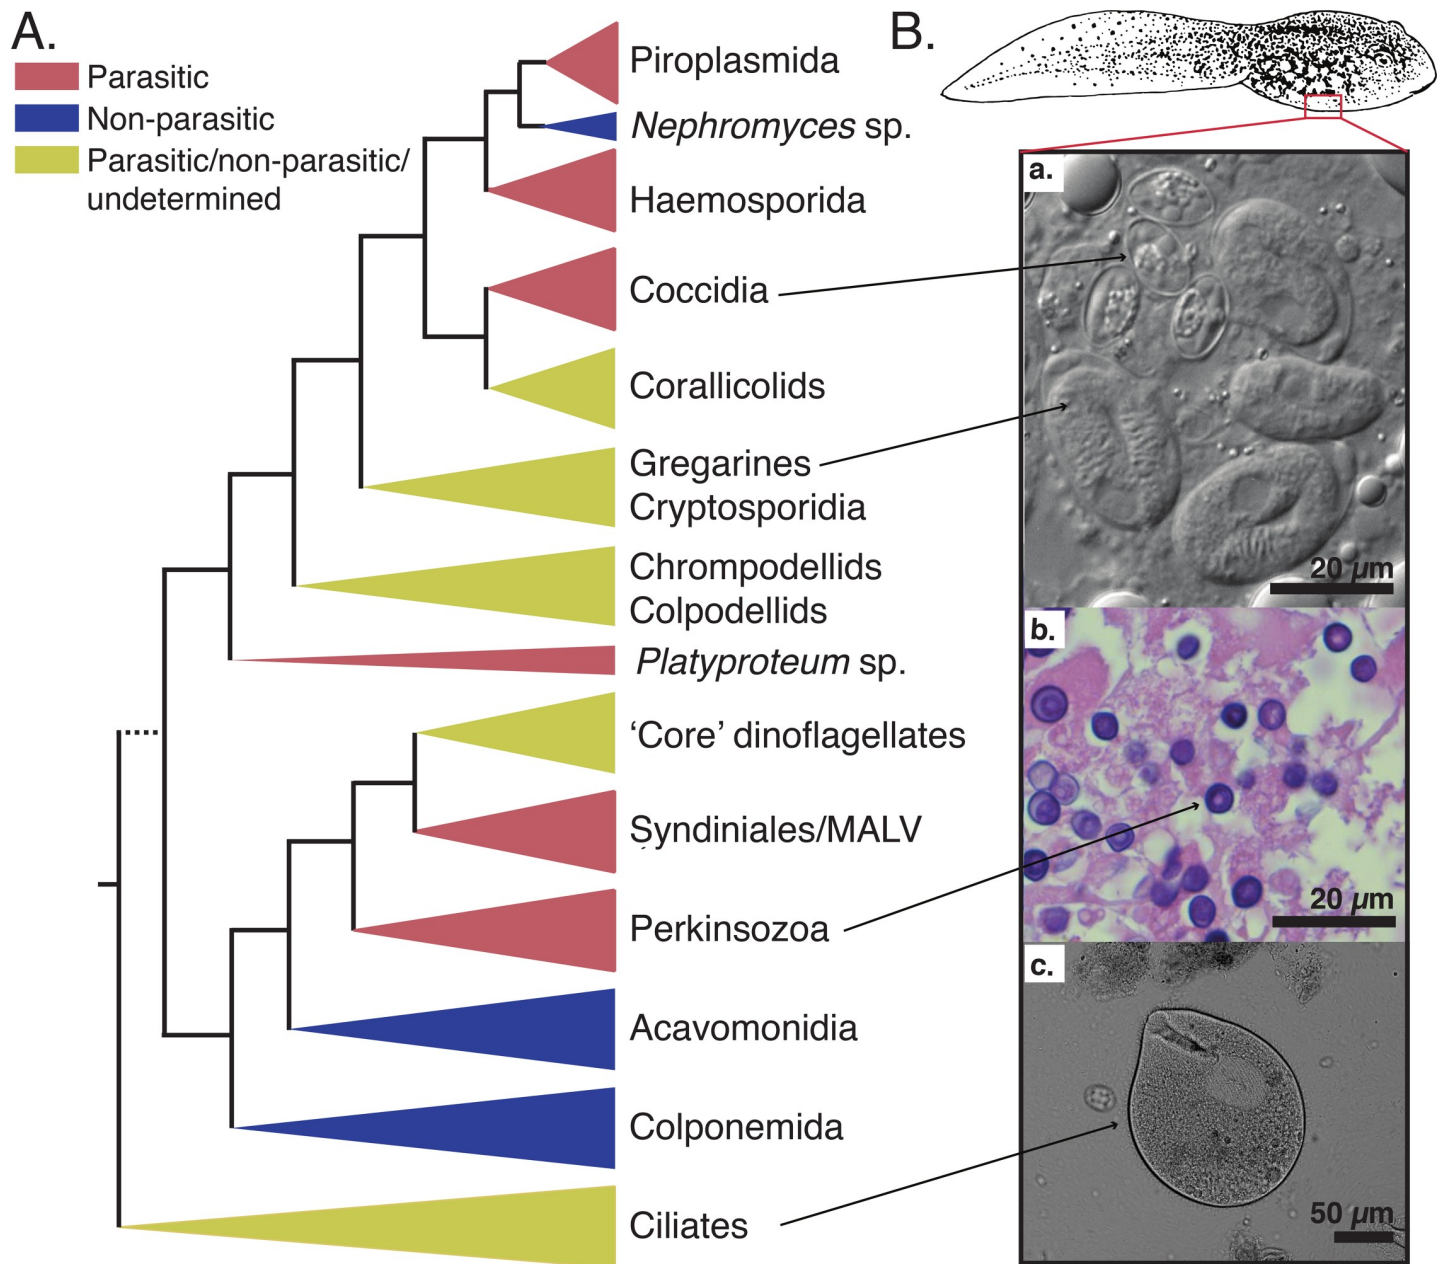 A.
Parasitic
Non-parasitic
Parasitic/non-parasitic/
undetermined
Piroplasmida
Nephromyces sp.
Haemosporida
Coccidia
Corallicolids
Gregarines
Cryptosporidia
Chrompodellids
Colpodellids
Platyproteum sp.
‘Core’ dinoflagellates
Syndiniales/MALV
Perkinsozoa
Acavomonidia
Colponemida
Ciliates
B.
a.
20 µm
b.
20 µm
c.
50 µm